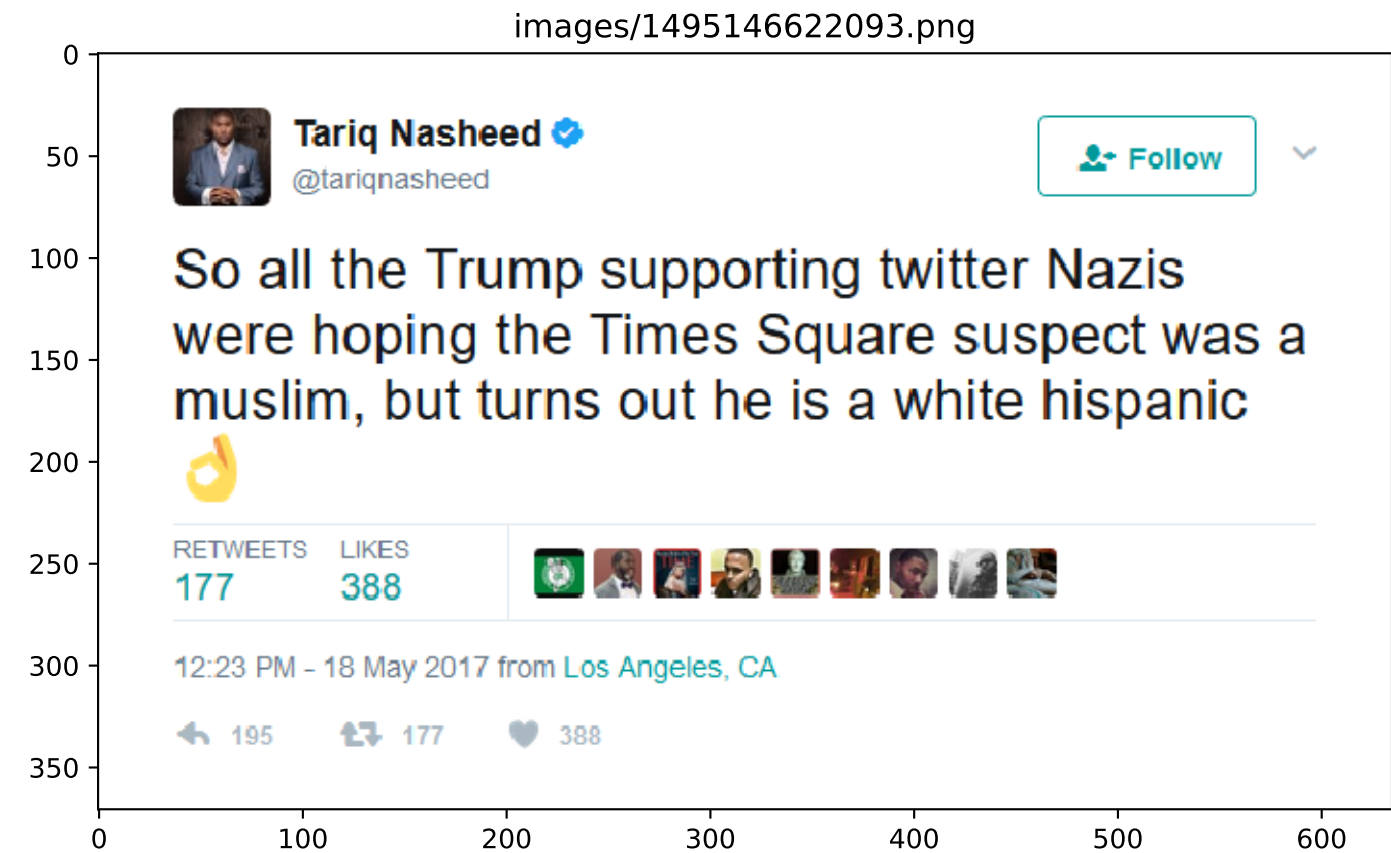 images/1495146622093.png
Tariq Nasheed
@tariqnasheed
Follow
So all the Trump supporting twitter Nazis
were hoping the Times Square suspect was a
muslim, but turns out he is a white hispanic
👌
RETWEETS LIKES
177 388
12:23 PM - 18 May 2017 from Los Angeles, CA
195 177 388
0
50
100
150
200
250
300
350
0 100 200 300 400 500 600